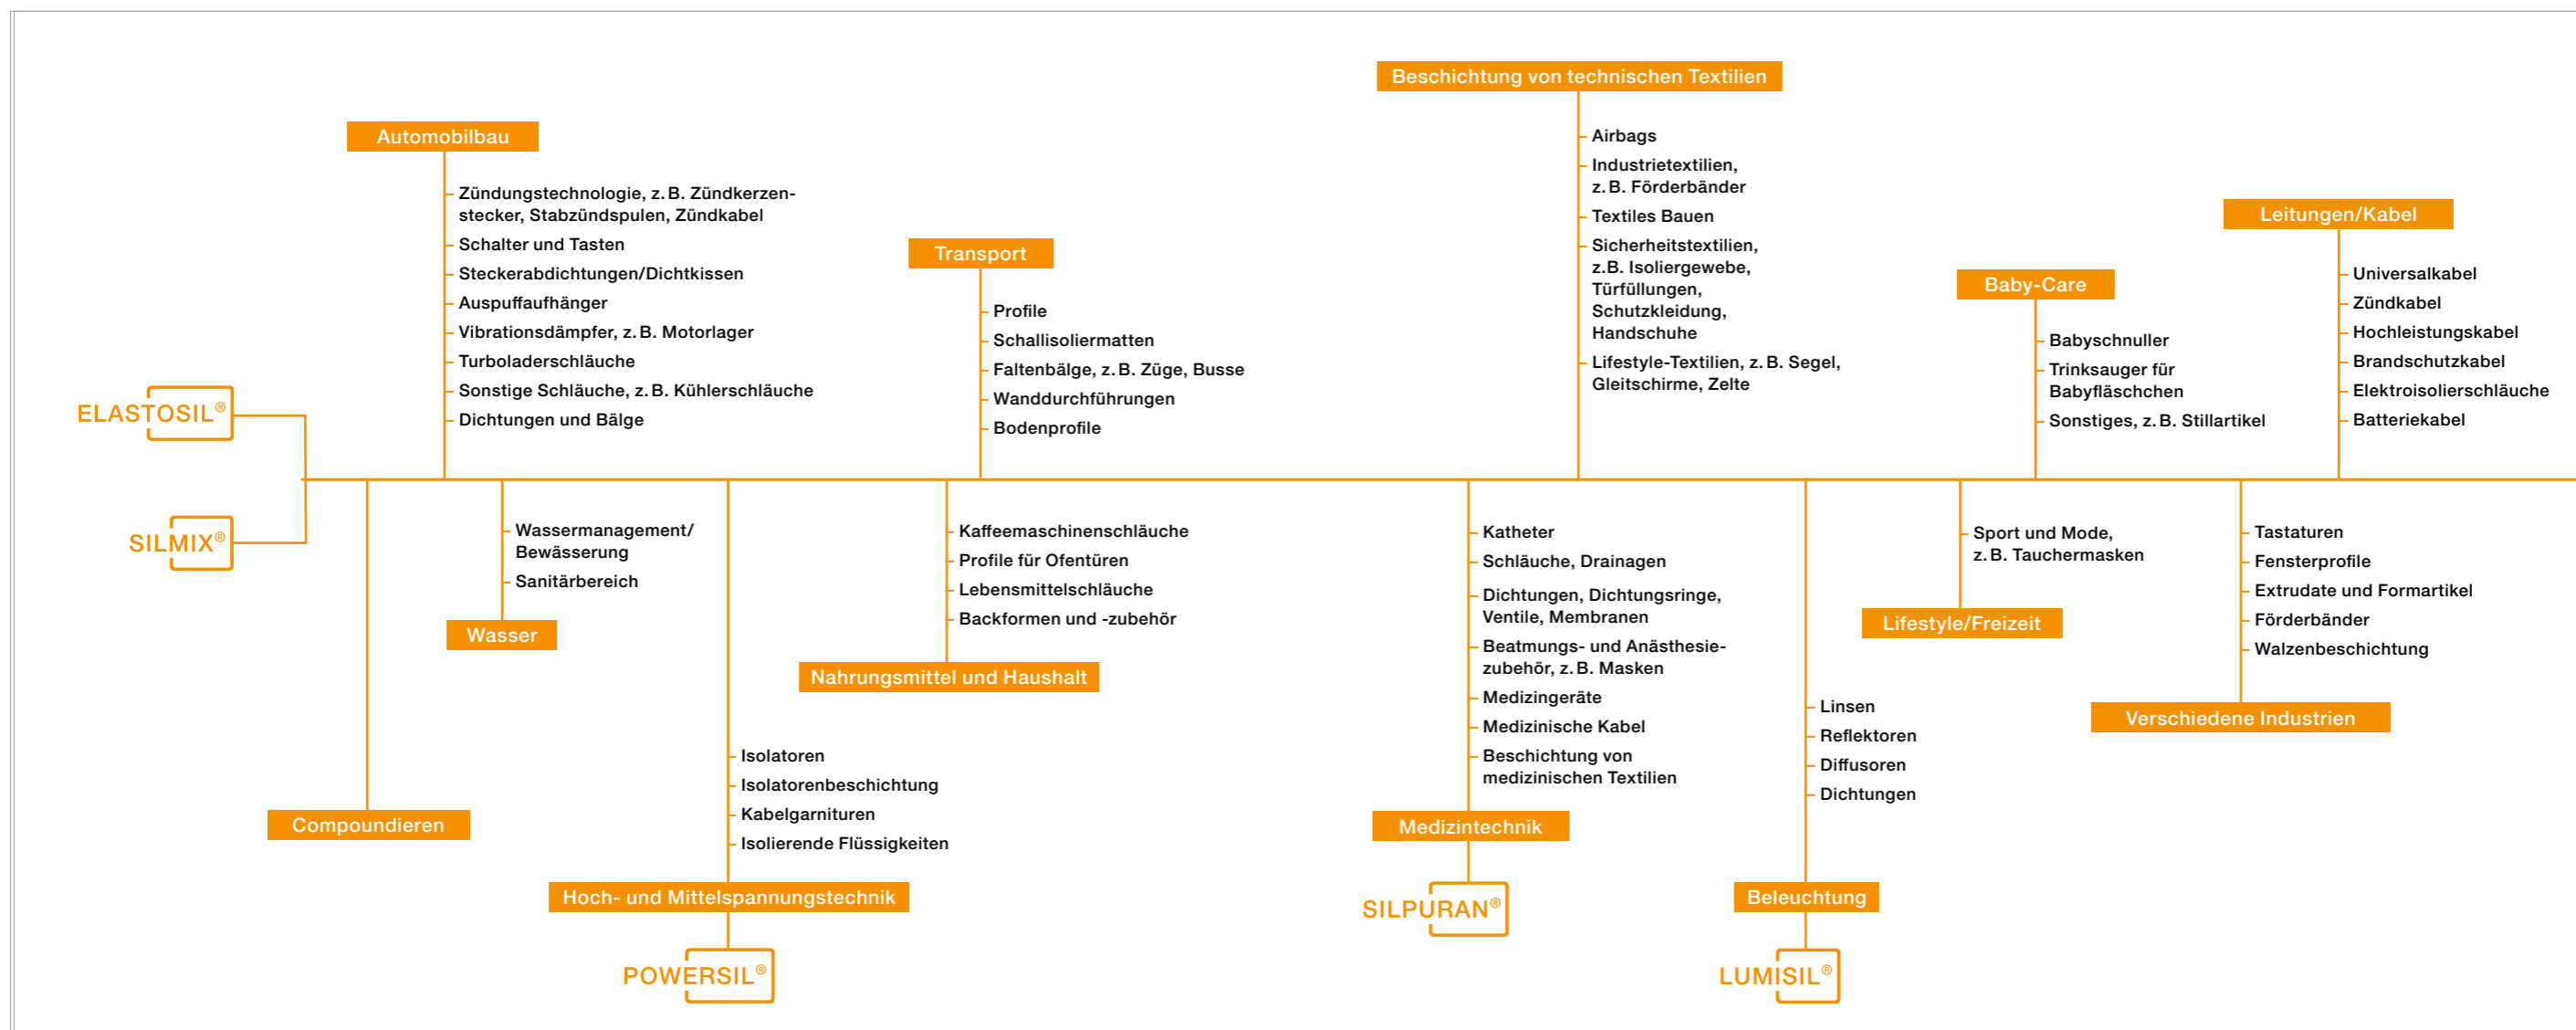 Beschichtung von technischen Textilien
Airbags
Industrietextilien,
z. B. Förderbänder
Textiles Bauen
Sicherheitstextilien,
z.B. Isoliergewebe,
Türfüllungen,
Schutzkleidung,
Handschuhe
Lifestyle-Textilien, z. B. Segel,
Gleitschirme, Zelte
Automobilbau
Zündungstechnologie, z. B. Zündkerzen-
stecker, Stabzündspulen, Zündkabel
Schalter und Tasten
Steckerabdichtungen/Dichtkissen
Auspuffaufhänger
Vibrationsdämpfer, z. B. Motorlager
Turboladerschläuche
Sonstige Schläuche, z. B. Kühlerschläuche
Dichtungen und Bälge
Transport
Profile
Schallisoliermatten
Faltenbälge, z. B. Züge, Busse
Wanddurchführungen
Bodenprofile
Baby-Care
Babyschnuller
Trinksauger für
Babyfläschchen
Sonstiges, z. B. Stillartikel
Leitungen/Kabel
Universalkabel
Zündkabel
Hochleistungskabel
Brandschutzkabel
Elektroisolierschläuche
Batteriekabel
ELASTOSIL®
SILMIX®
Compoundieren
Wassermanagement/
Bewässerung
Sanitärbereich
Wasser
Isolatoren
Isolatorenbeschichtung
Kabelgarnituren
Isolierende Flüssigkeiten
Hoch- und Mittelspannungstechnik
POWERSIL®
Kaffeemaschinenschläuche
Profile für Ofentüren
Lebensmittelschläuche
Backformen und -zubehör
Nahrungsmittel und Haushalt
Katheter
Schläuche, Drainagen
Dichtungen, Dichtungsringe,
Ventile, Membranen
Beatmungs- und Anästhesie-
zubehör, z. B. Masken
Medizingeräte
Medizinische Kabel
Beschichtung von
medizinischen Textilien
Medizintechnik
SILPURAN®
Linsen
Reflektoren
Diffusoren
Dichtungen
Beleuchtung
LUMISIL®
Sport und Mode,
z. B. Tauchermasken
Lifestyle/Freizeit
Tastaturen
Fensterprofile
Extrudate und Formartikel
Förderbänder
Walzenbeschichtung
Verschiedene Industrien